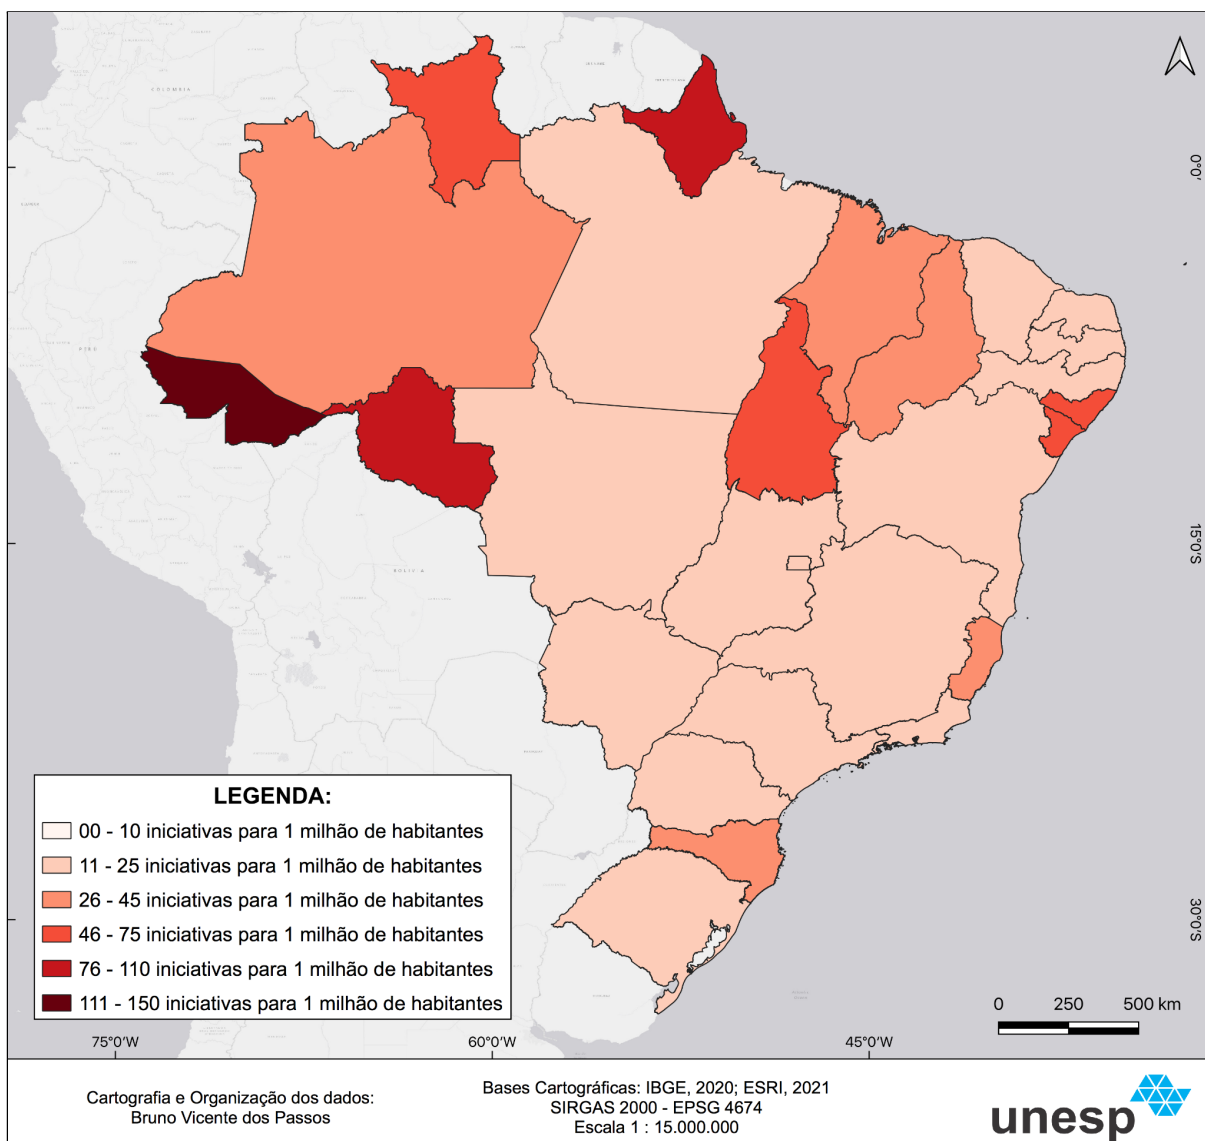 COLOMBIA
PERU
BOLIVIA
0°0'
15°0'S
30°0'S
LEGENDA:
00 - 10 iniciativas para 1 milhão de habitantes
11 - 25 iniciativas para 1 milhão de habitantes
26 - 45 iniciativas para 1 milhão de habitantes
46 - 75 iniciativas para 1 milhão de habitantes
76 - 110 iniciativas para 1 milhão de habitantes
111 - 150 iniciativas para 1 milhão de habitantes
0 250 500 km
75°0'W 60°0'W 45°0'W
Cartografia e Organização dos dados:
Bruno Vicente dos Passos
Bases Cartográficas: IBGE, 2020; ESRI, 2021
SIRGAS 2000 - EPSG 4674
Escala 1 : 15.000.000
unesp